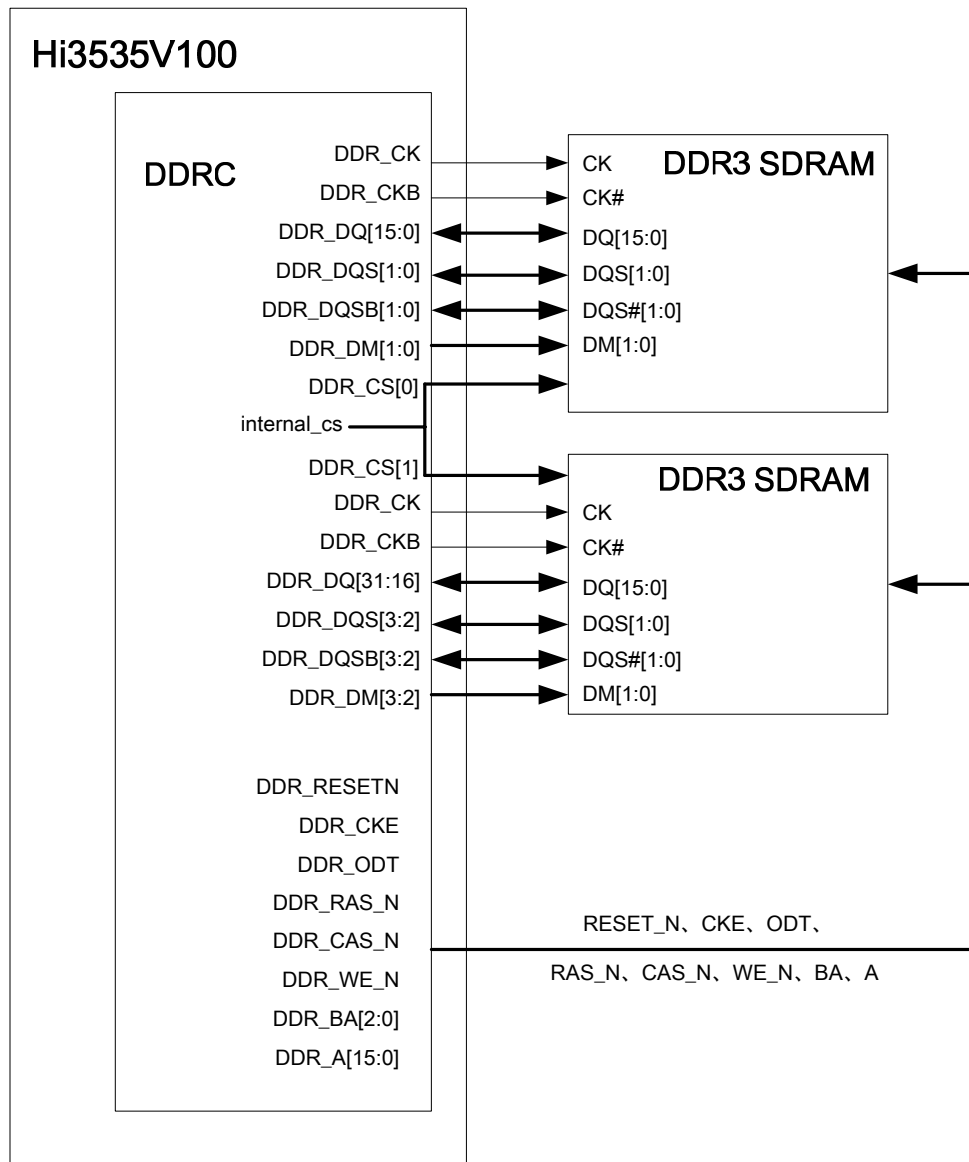 Hi3535V100
DDRC
DDR_CK
DDR_CKB
DDR_DQ[15:0]
DDR_DQS[1:0]
DDR_DQSB[1:0]
DDR_DM[1:0]
DDR_CS[0]
internal_cs
DDR_CS[1]
DDR_CK
DDR_CKB
DDR_DQ[31:16]
DDR_DQS[3:2]
DDR_DQSB[3:2]
DDR_DM[3:2]
DDR_RESETN
DDR_CKE
DDR_ODT
DDR_RAS_N
DDR_CAS_N
DDR_WE_N
DDR_BA[2:0]
DDR_A[15:0]
DDR3 SDRAM
CK
CK#
DQ[15:0]
DQS[1:0]
DQS#[1:0]
DM[1:0]
DDR3 SDRAM
CK
CK#
DQ[15:0]
DQS[1:0]
DQS#[1:0]
DM[1:0]
RESET_N、CKE、ODT、
RAS_N、CAS_N、WE_N、BA、A